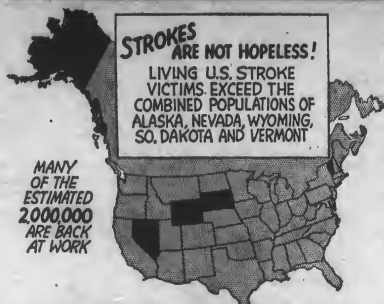 STROKES
ARE NOT HOPELESS!
LIVING U.S. STROKE
VICTIMS EXCEED THE
COMBINED POPULATIONS OF
ALASKA, NEVADA, WYOMING,
SO. DAKOTA AND VERMONT
MANY
OF THE
ESTIMATED
2,000,000
ARE BACK
AT WORK